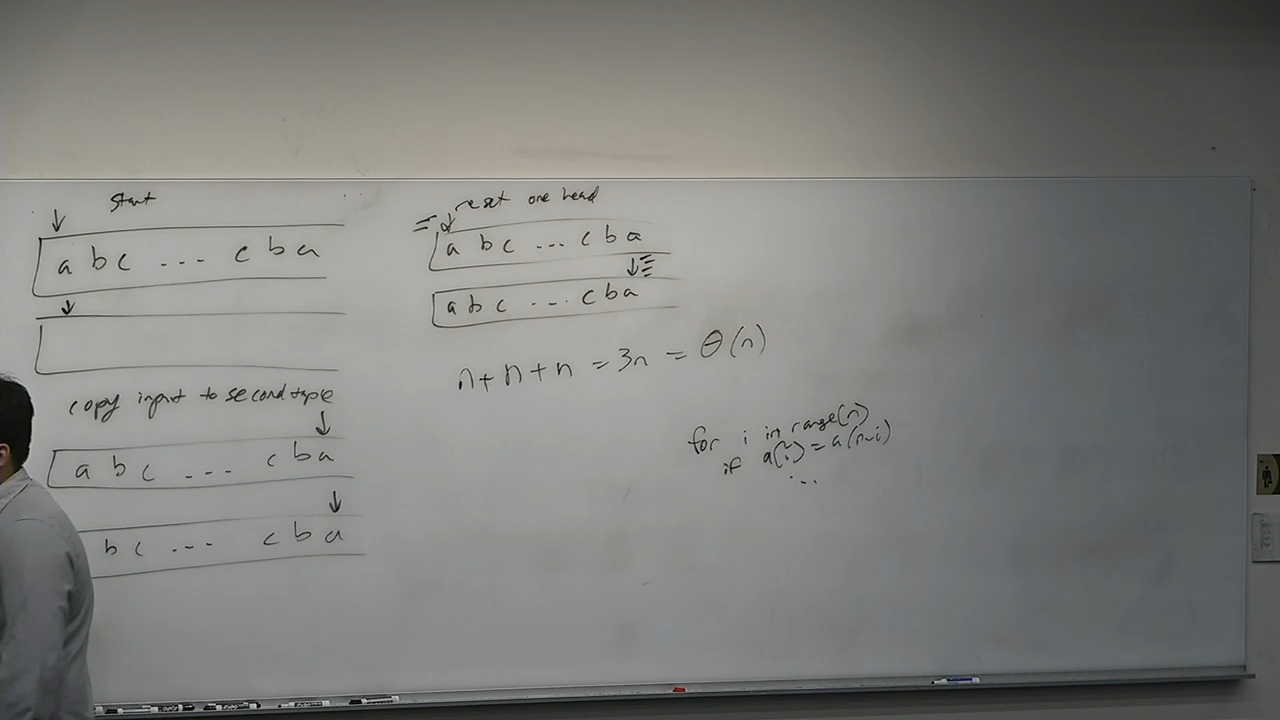 Start
a b c ... c b a
copy input to second tape
a b c ... c b a
b c ... c b a
reset one head
a b c ... c b a
a b c ... c b a
n+n+n = 3n = Θ(n)
for i in range(n)
if a(i) = a(n-i)
...